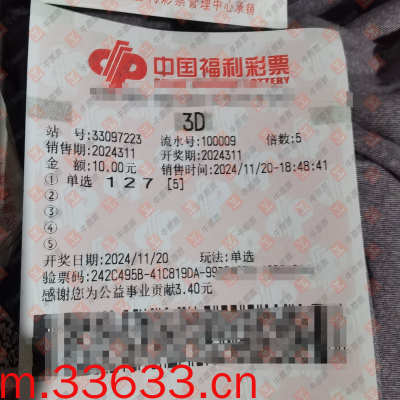 中国福利彩票
3D
站 号:33097223 流水号:100009 倍数:5
销售期:2024311 开奖期:2024311
金 额:10.00元 销售时间:2024/11/20-18:48:41
① 单选 1 2 7 [5]
②
③
④
⑤
开奖日期:2024/11/20 玩法:单选
验票码:242C495B-41C819DA-99
感谢您为公益事业贡献3.40元
m.33633.cn